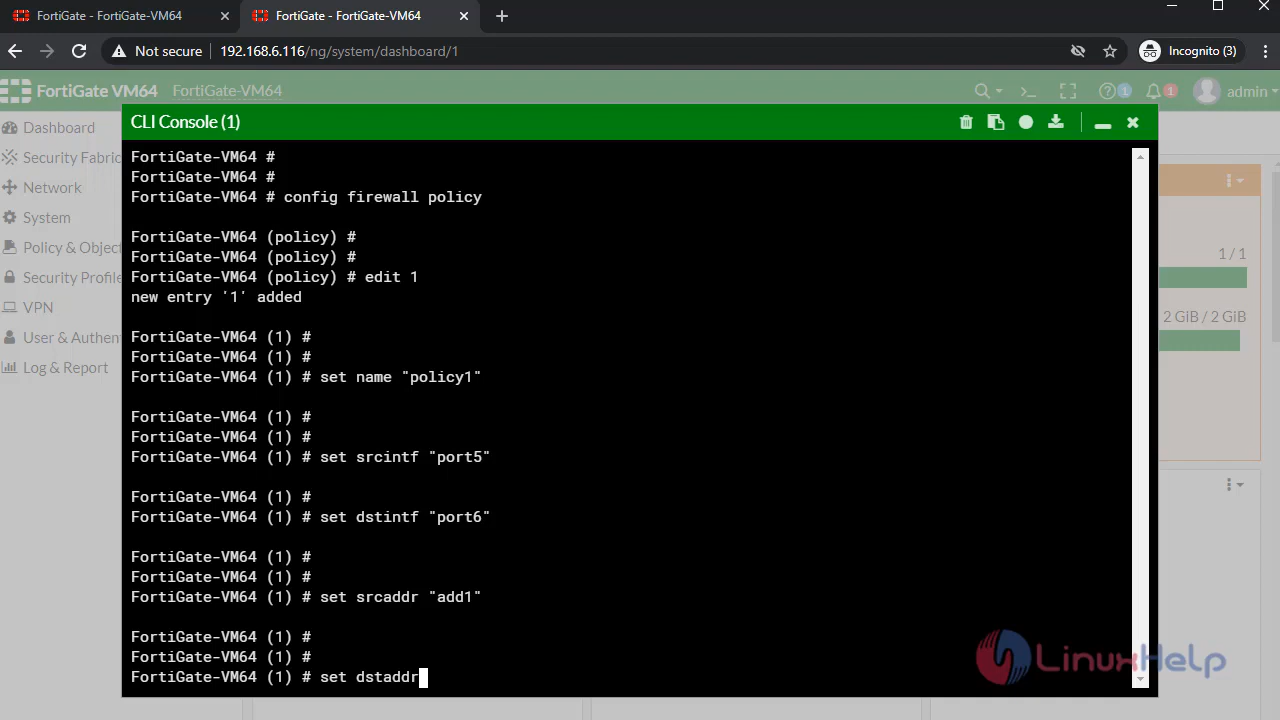 FortiGate - FortiGate-VM64
FortiGate - FortiGate-VM64
Not secure
192.168.6.116/ng/system/dashboard/1
Incognito (3)
FortiGate VM64
FortiGate-VM64
1
1
admin
CLI Console (1)
Dashboard
Security Fabric
Network
System
Policy & Object
Security Profile
VPN
User & Authen
Log & Report
FortiGate-VM64 #
FortiGate-VM64 #
FortiGate-VM64 # config firewall policy
FortiGate-VM64 (policy) #
FortiGate-VM64 (policy) #
FortiGate-VM64 (policy) # edit 1
new entry '1' added
FortiGate-VM64 (1) #
FortiGate-VM64 (1) #
FortiGate-VM64 (1) # set name "policy1"
FortiGate-VM64 (1) #
FortiGate-VM64 (1) #
FortiGate-VM64 (1) # set srcintf "port5"
FortiGate-VM64 (1) #
FortiGate-VM64 (1) # set dstintf "port6"
FortiGate-VM64 (1) #
FortiGate-VM64 (1) #
FortiGate-VM64 (1) # set srcaddr "add1"
FortiGate-VM64 (1) #
FortiGate-VM64 (1) #
FortiGate-VM64 (1) # set dstaddr
1 / 1
2 GiB / 2 GiB
LinuxHelp